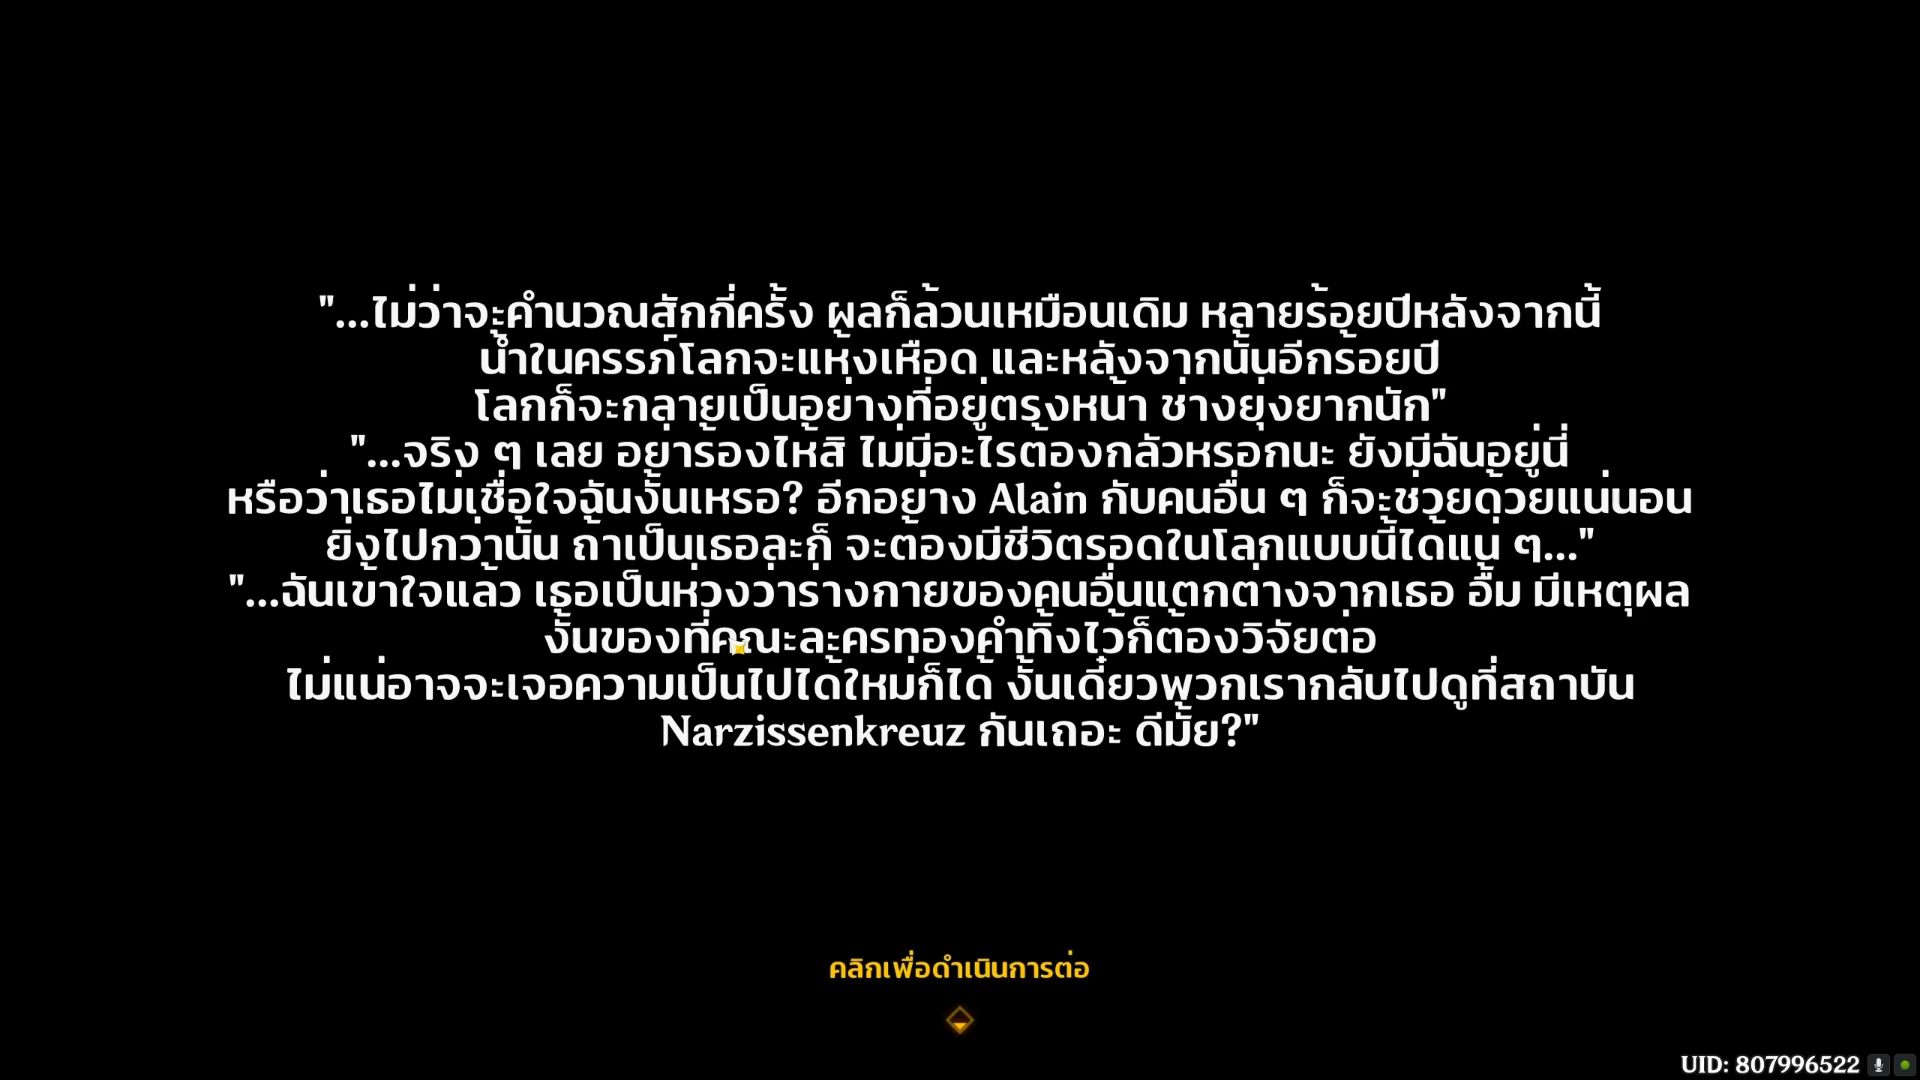 "...ไม่ว่าจะคำนวณสักกี่ครั้ง ผลก็ล้วนเหมือนเดิม หลายร้อยปีหลังจากนี้
น้ำในครรภ์โลกจะแห้งเหือด และหลังจากนั้นอีกร้อยปี
โลกก็จะกลายเป็นอย่างที่อยู่ตรงหน้า ช่างยุ่งยากนัก"
"...จริง ๆ เลย อย่าร้องไห้สิ ไม่มีอะไรต้องกลัวหรอกนะ ยังมีฉันอยู่นี่
หรือว่าเธอไม่เชื่อใจฉันงั้นเหรอ? อีกอย่าง Alain กับคนอื่น ๆ ก็จะช่วยด้วยแน่นอน
ยิ่งไปกว่านั้น ถ้าเป็นเธอล่ะก็ จะต้องมีชีวิตรอดในโลกแบบนี้ได้แน่ ๆ..."
"...ฉันเข้าใจแล้ว เธอเป็นห่วงว่าร่างกายของคนอื่นแตกต่างจากเธอ อื้ม มีเหตุผล
งั้นของที่คณะละครทองคำทิ้งไว้ก็ต้องวิจัยต่อ
ไม่แน่อาจจะเจอความเป็นไปได้ใหม่ก็ได้ งั้นเดี๋ยวพวกเรากลับไปดูที่สถาบัน
Narzissenkreuz กันเถอะ ดีมั้ย?"
คลิกเพื่อดำเนินการต่อ
UID: 807996522